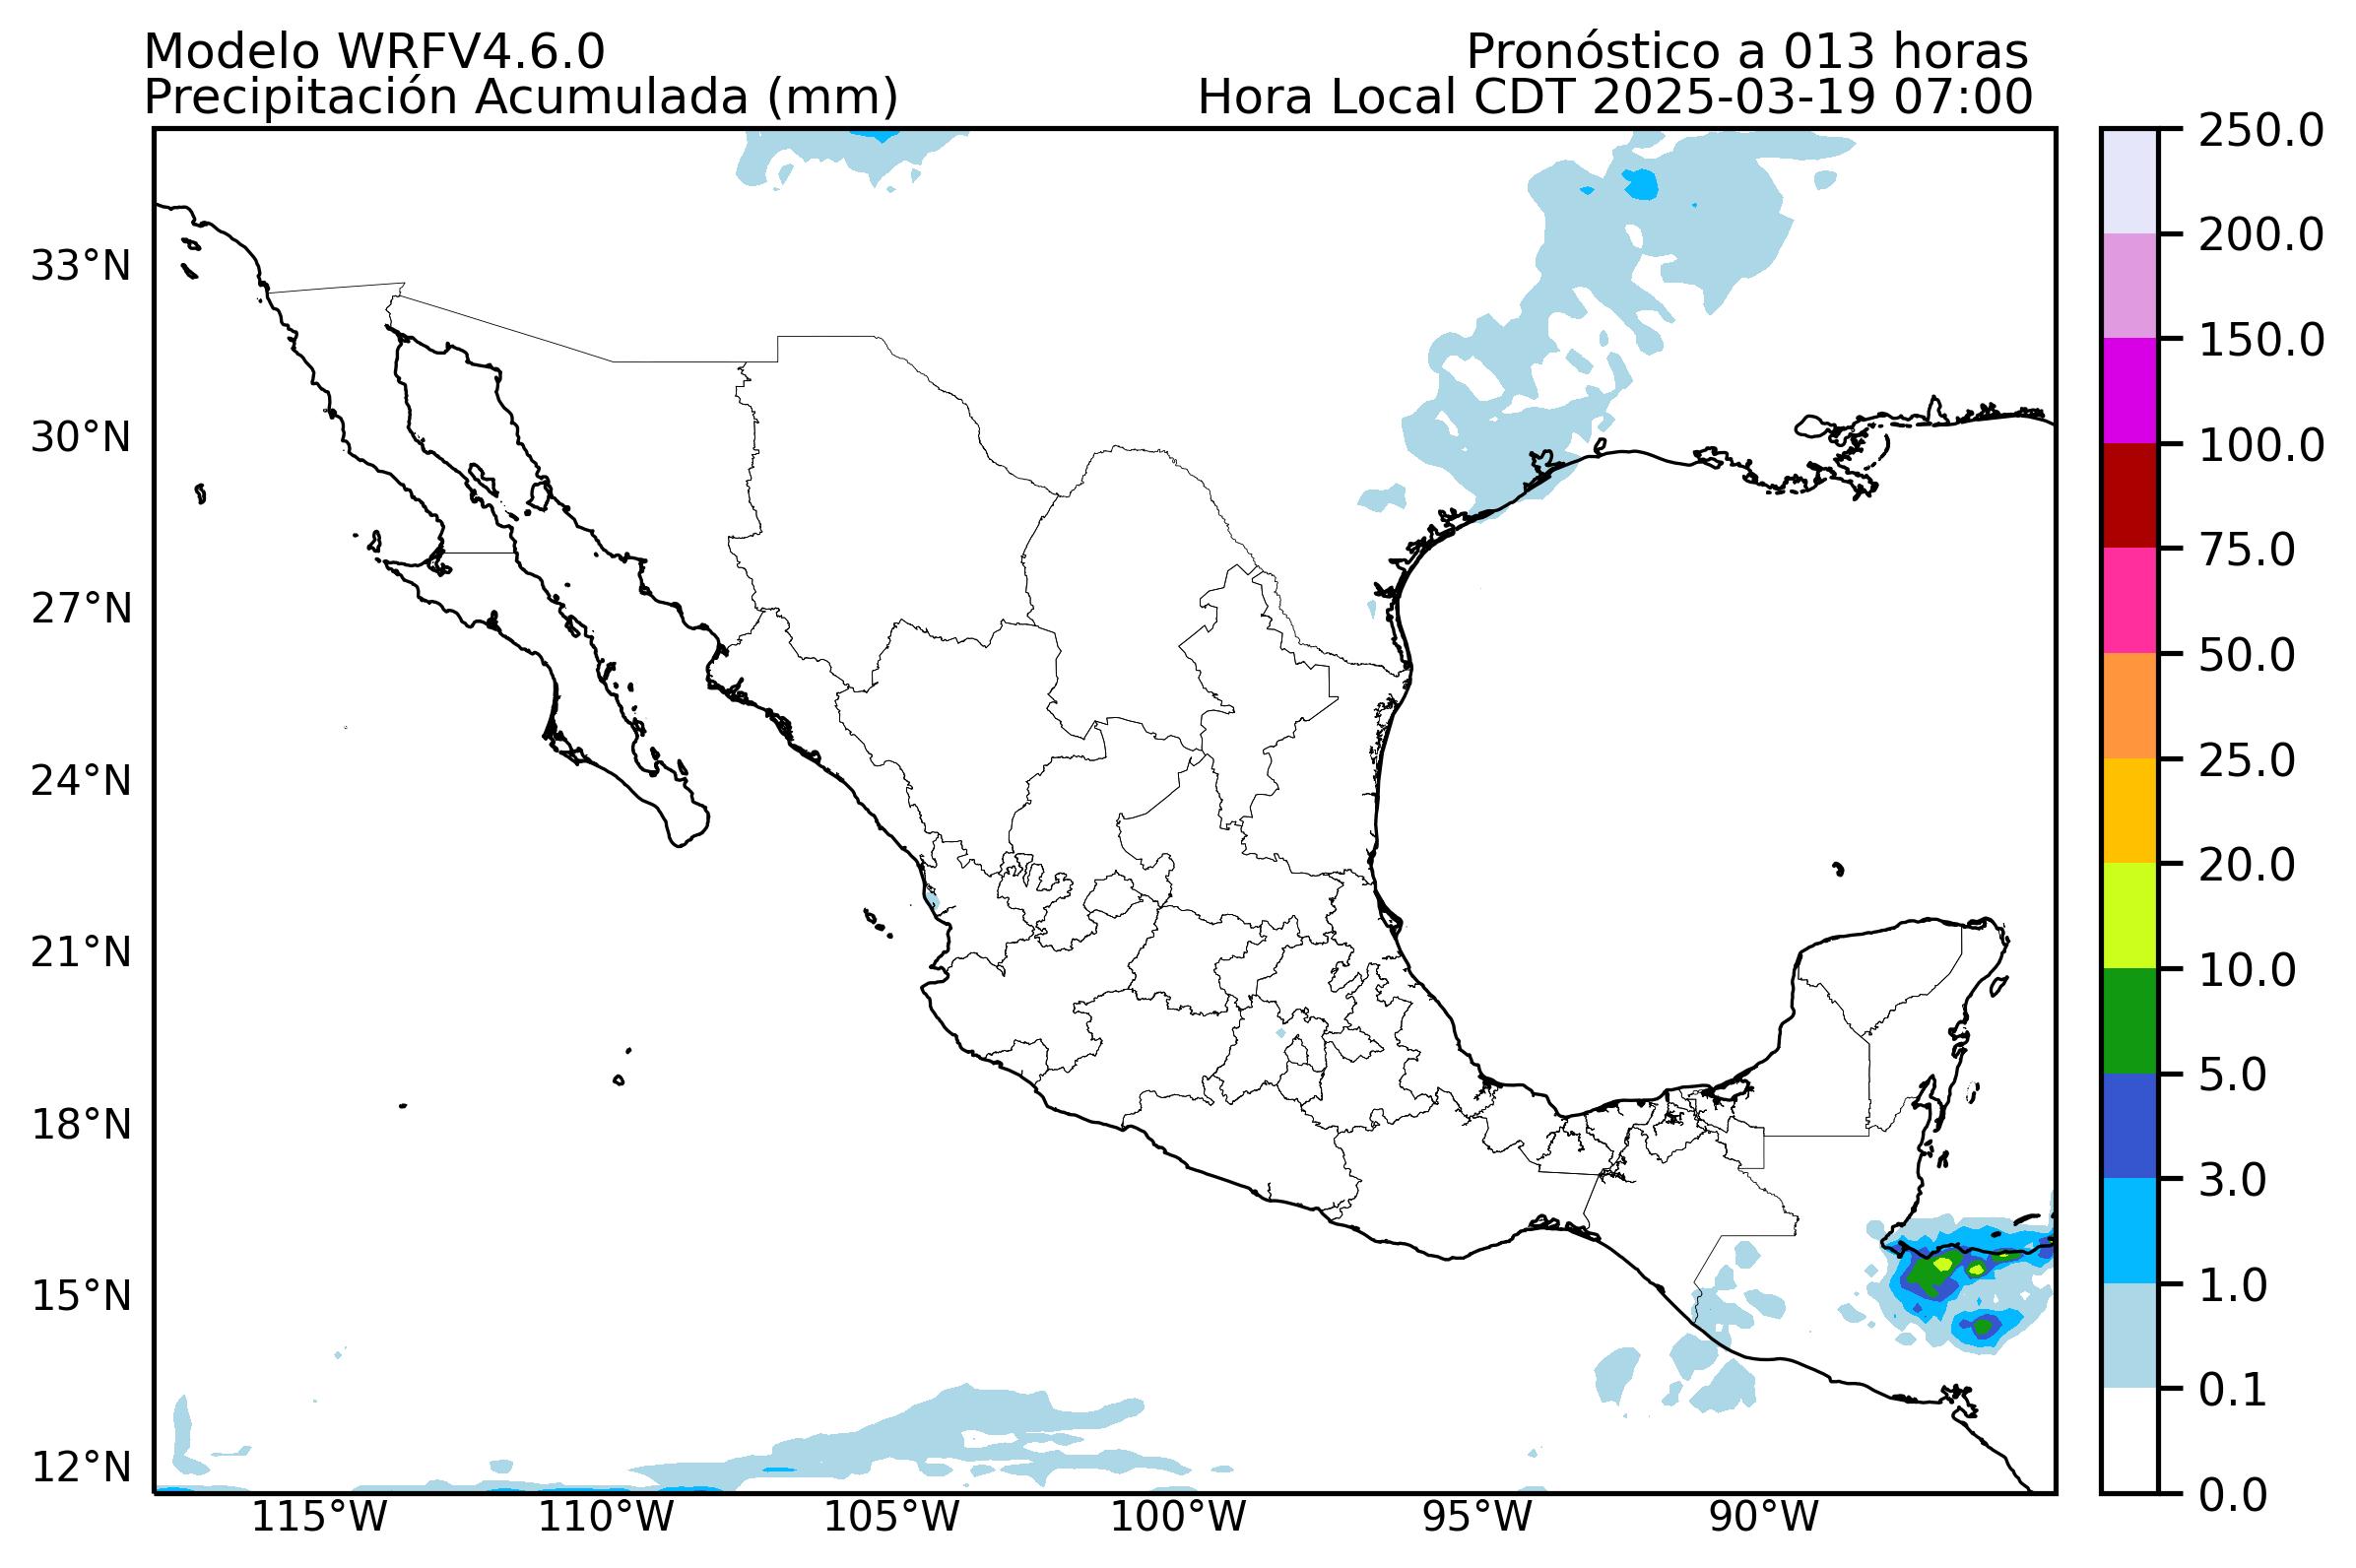 Modelo WRFV4.6.0
Pronóstico a 013 horas
Precipitación Acumulada (mm)
Hora Local CDT 2025-03-19 07:00
250.0
200.0
150.0
100.0
75.0
50.0
25.0
20.0
10.0
5.0
3.0
1.0
0.1
0.0
33°N
30°N
27°N
24°N
21°N
18°N
15°N
12°N
115°W
110°W
105°W
100°W
95°W
90°W